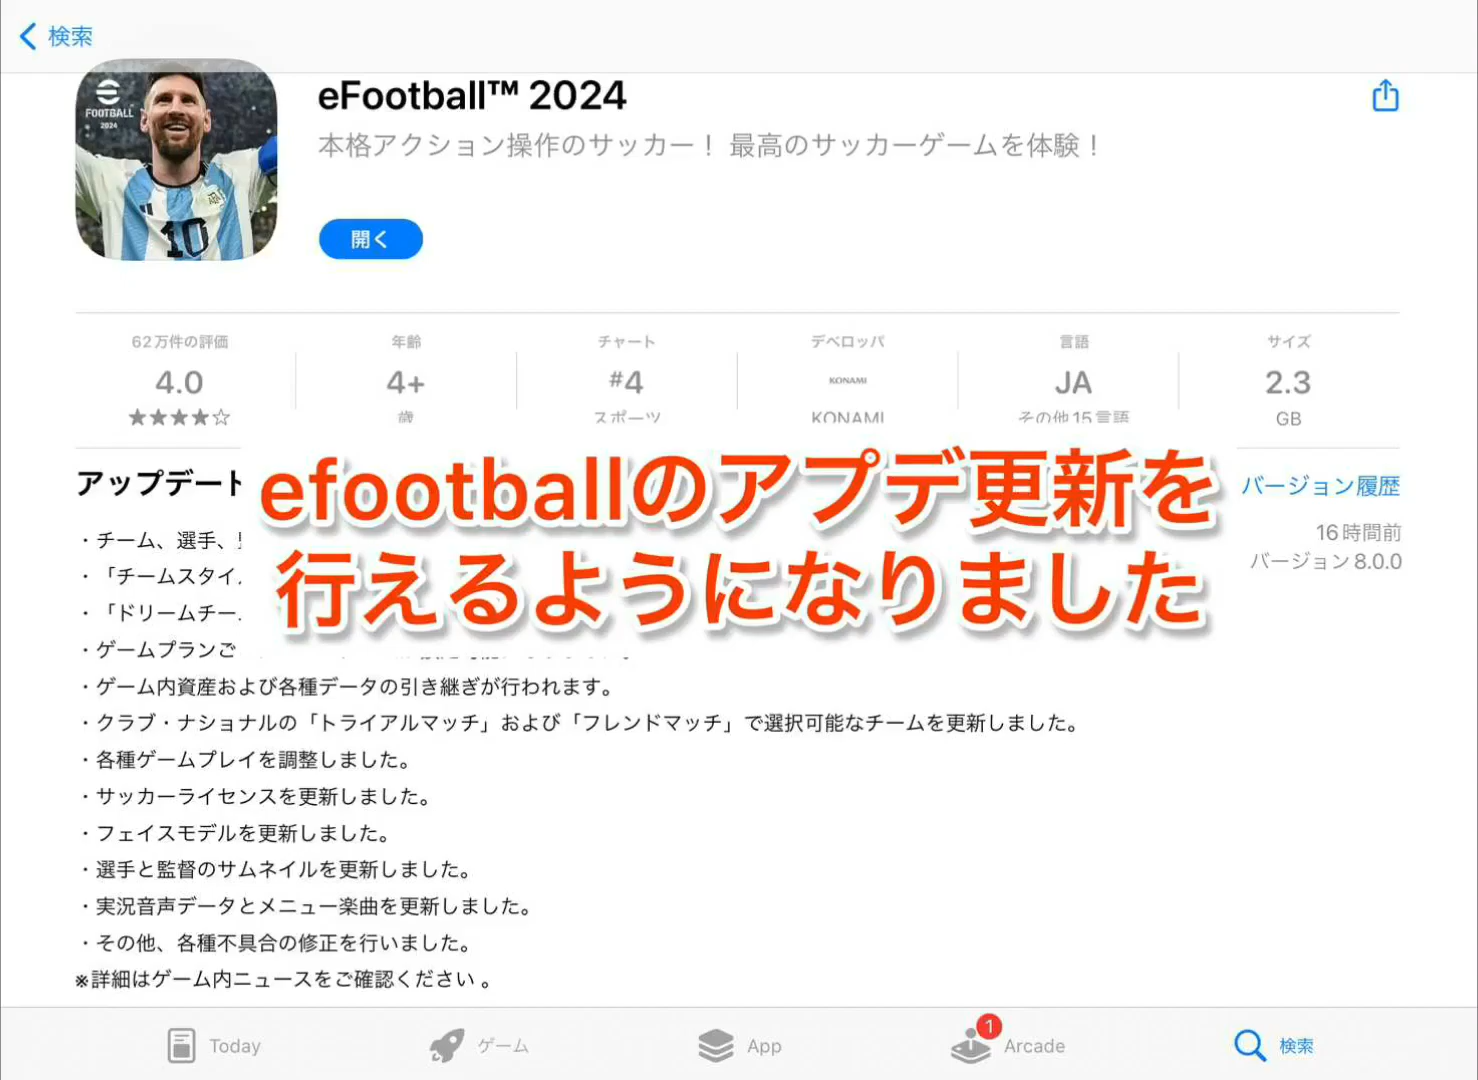 検索
FOOTBALL
2024
eFootball™ 2024
本格アクション操作のサッカー！ 最高のサッカーゲームを体験！
開く
10
62万件の評価
4.0
★★★★☆
年齢
4+
歳
チャート
#4
スポーツ
デベロッパ
KONAMI
KONAMI
言語
JA
その他15言語
サイズ
2.3
GB
アップデート
バージョン履歴
16時間前
バージョン 8.0.0
efootballのアプデ更新を
行えるようになりました
・チーム、選手、
・「チームスタイ
・「ドリームチー
・ゲームプランご
・ゲーム内資産および各種データの引き継ぎが行われます。
・クラブ・ナショナルの「トライアルマッチ」および「フレンドマッチ」で選択可能なチームを更新しました。
・各種ゲームプレイを調整しました。
・サッカーライセンスを更新しました。
・フェイスモデルを更新しました。
・選手と監督のサムネイルを更新しました。
・実況音声データとメニュー楽曲を更新しました。
・その他、各種不具合の修正を行いました。
※詳細はゲーム内ニュースをご確認ください 。
Today
ゲーム
App
1
Arcade
検索